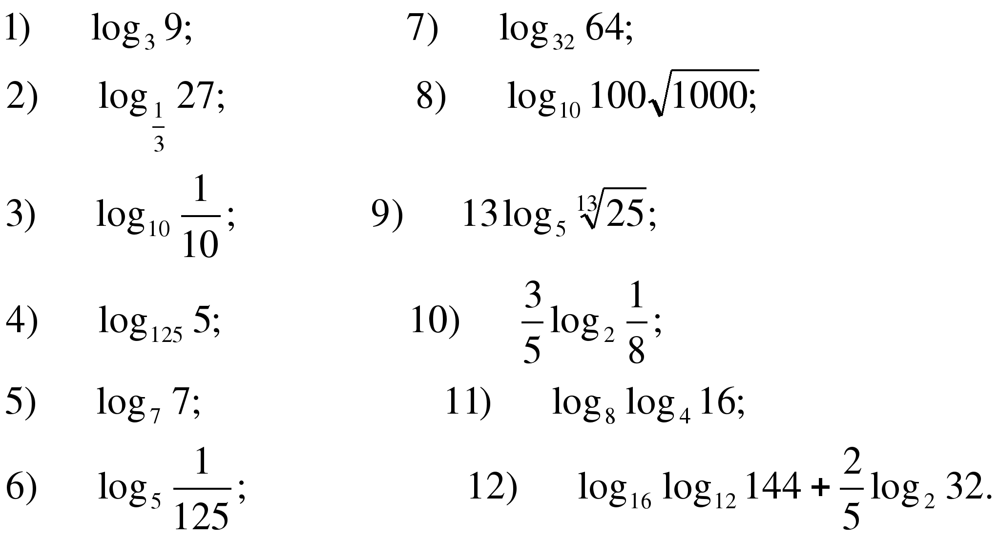 1) log₃ 9; 7) log₃₂ 64;
2) log_{1/3} 27; 8) log₁₀ 100√(1000;)
3) log₁₀ 1/10; 9) 13 log₅ ¹³√25;
4) log₁₂₅ 5; 10) 3/5 log₂ 1/8;
5) log₇ 7; 11) log₈ log₄ 16;
6) log₅ 1/125; 12) log₁₆ log₁₂ 144 + 2/5 log₂ 32.